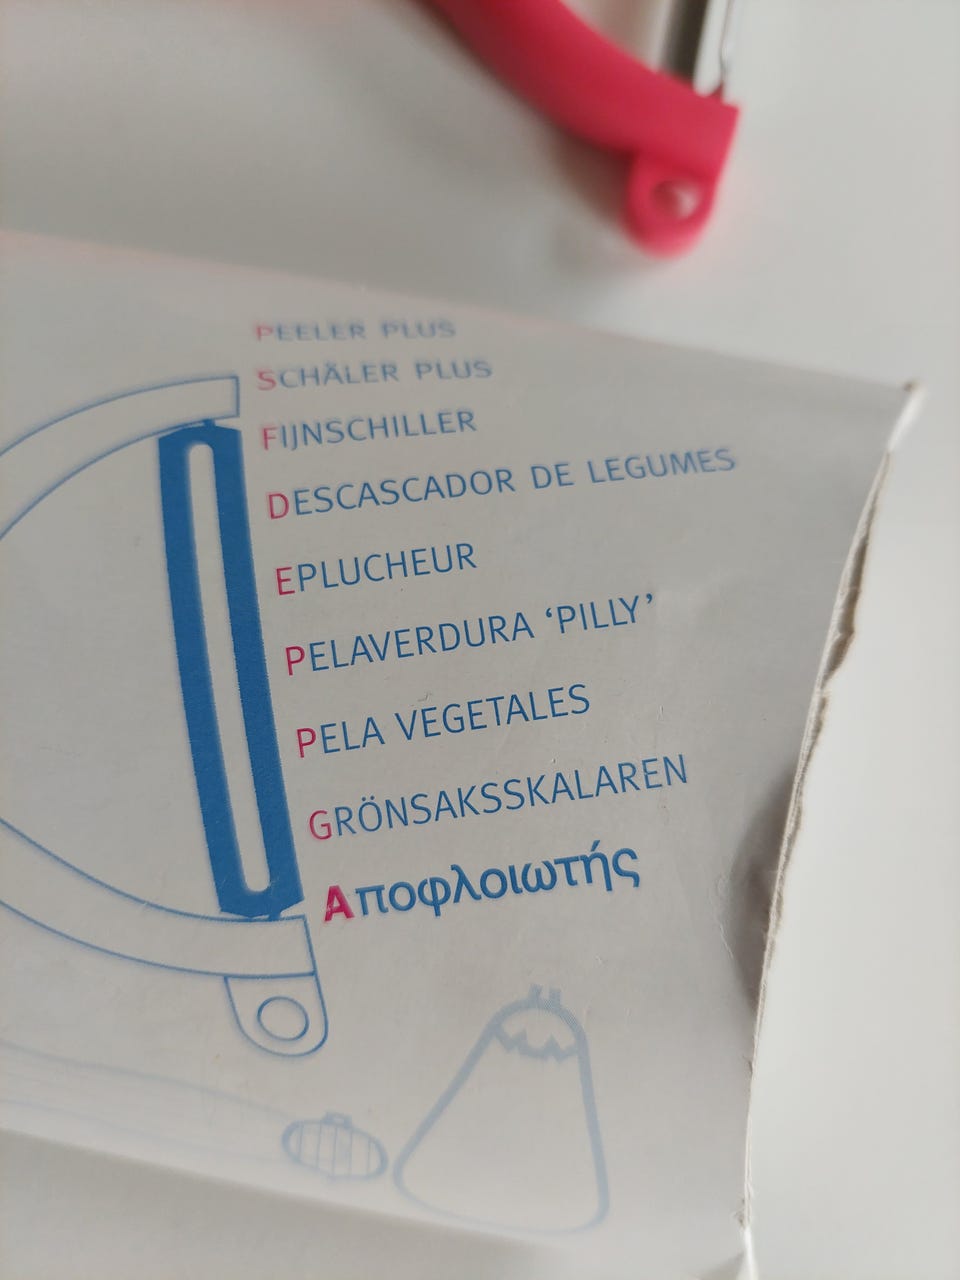 PEELER PLUS
SCHÄLER PLUS
FIJNSCHILLER
DESCASCADOR DE LEGUMES
EPLUCHEUR
PELAVERDURA ‘PILLY’
PELA VEGETALES
GRÖNSAKSSKALAREN
Αποφλοιωτής